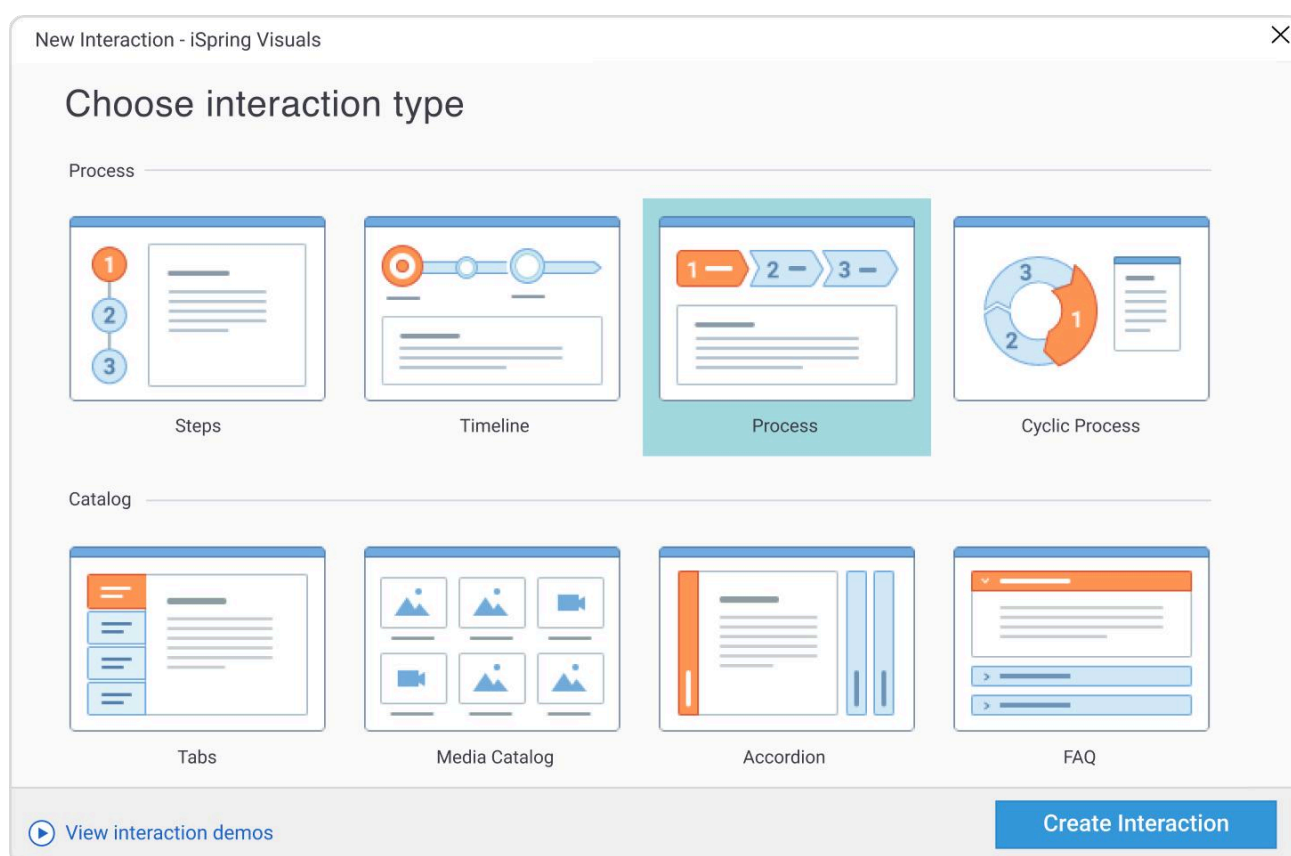 New Interaction - iSpring Visuals
Choose interaction type
Process
1 2 3
1 2 3
3 1 2
Steps Timeline Process Cyclic Process
Catalog
Tabs Media Catalog Accordion FAQ
View interaction demos Create Interaction